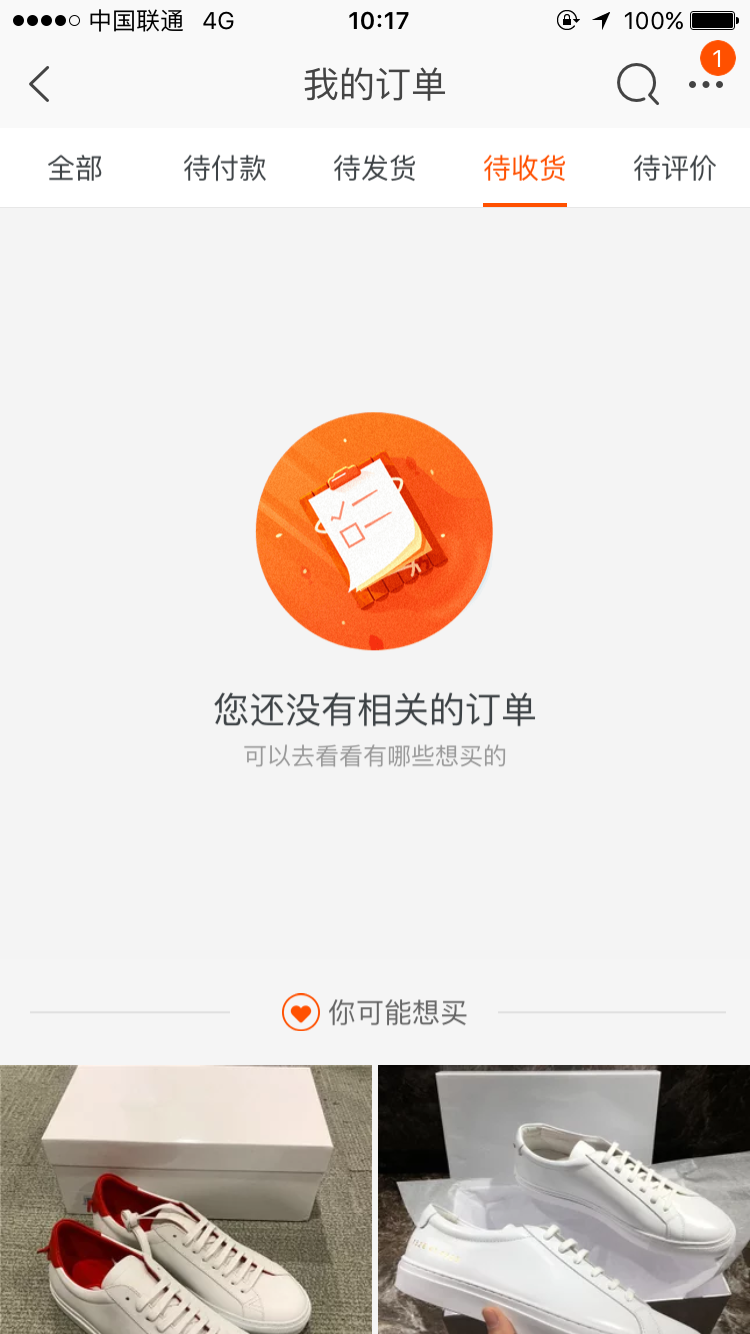 中国联通 4G 10:17 100%
我的订单 1
全部 待付款 待发货 待收货 待评价
您还没有相关的订单
可以去看看有哪些想买的
你可能想买